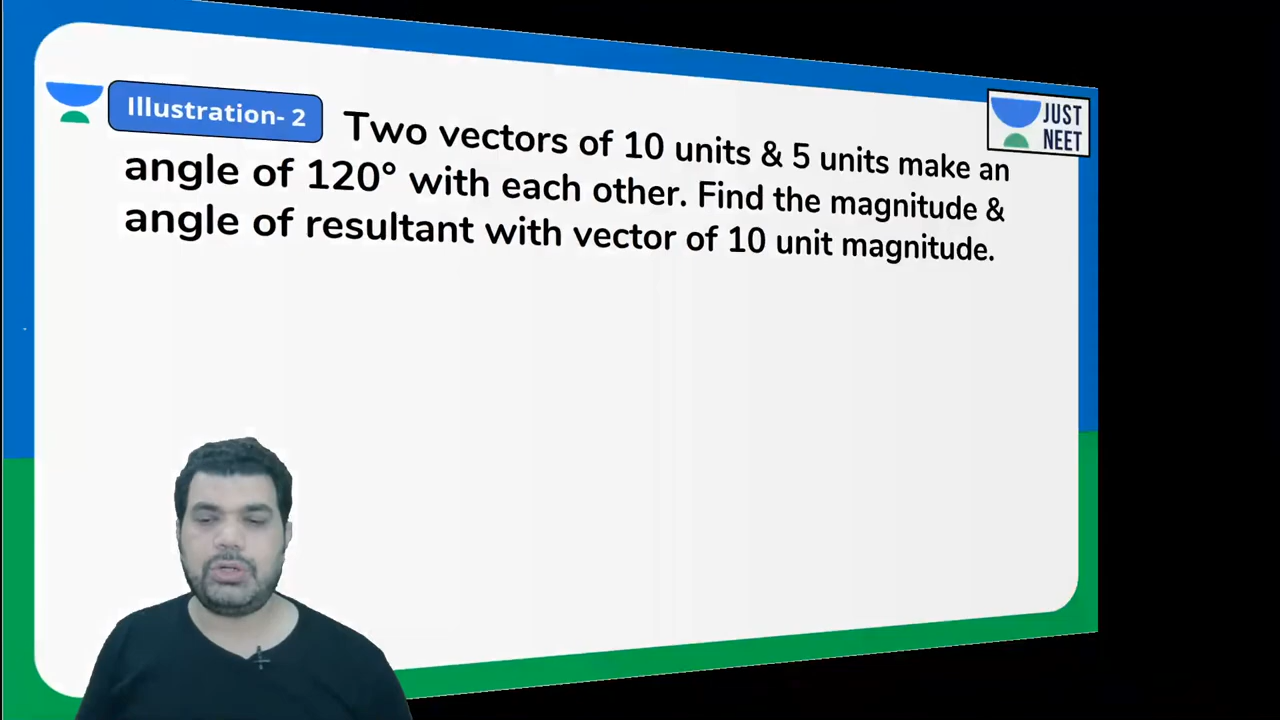 Illustration- 2
Two vectors of 10 units & 5 units make an
angle of 120° with each other. Find the magnitude &
angle of resultant with vector of 10 unit magnitude.
JUST
NEET